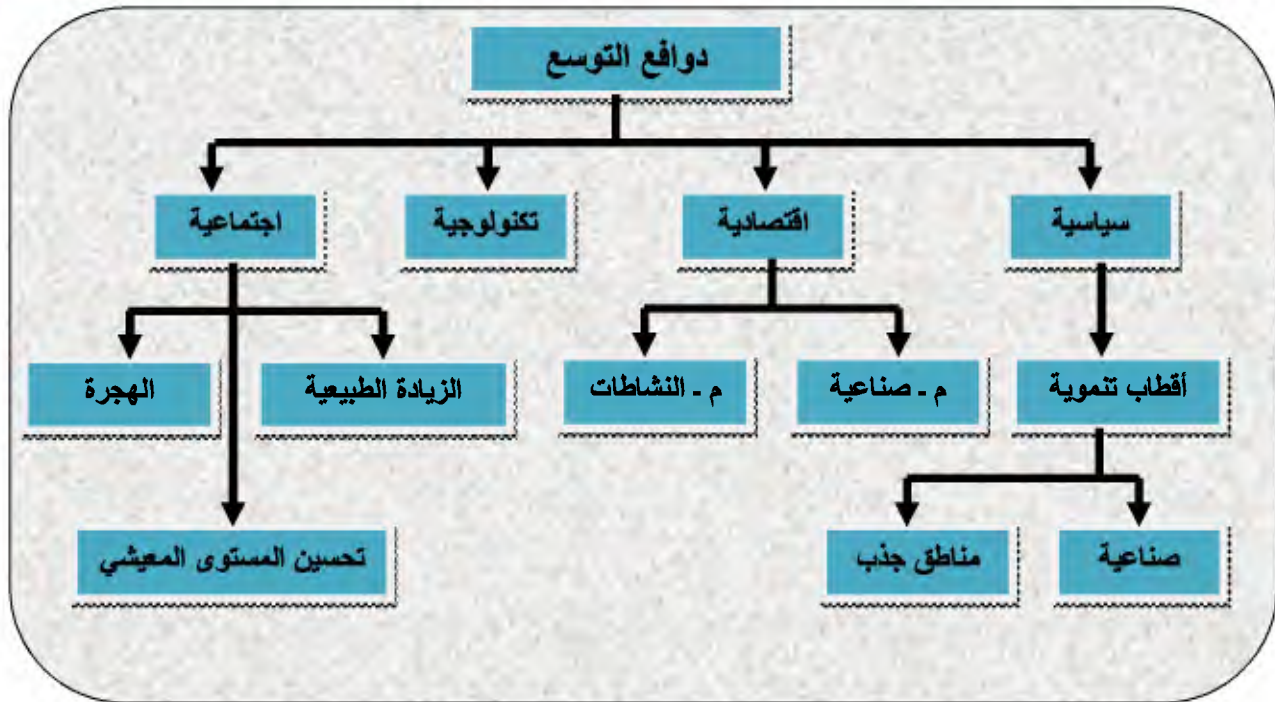 دوافع التوسع
سياسية
اقتصادية
تكنولوجية
اجتماعية
أقطاب تنموية
م - صناعية
م - النشاطات
الزيادة الطبيعية
الهجرة
صناعية
مناطق جذب
تحسين المستوى المعيشي